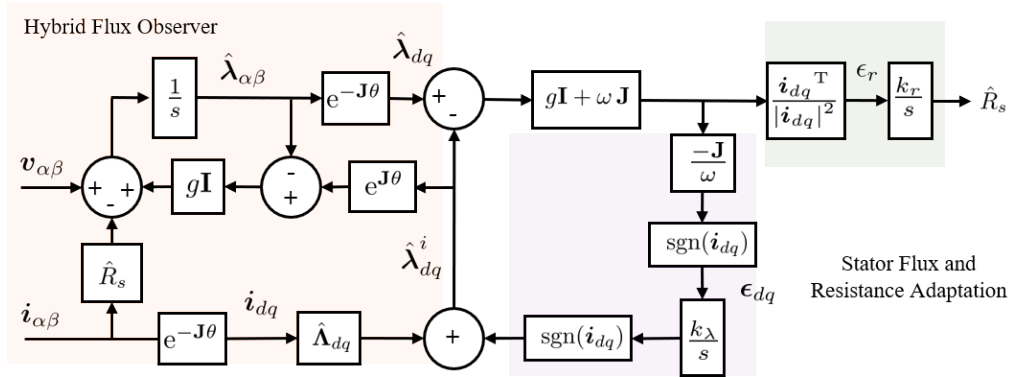 Hybrid Flux Observer
λ̂_dq
λ̂_αβ
1/s
e^{-Jθ}
+
-
gI + ω J
i_dq^T / |i_dq|^2
ϵ_r
k_r/s
R̂_s
v_αβ
+ +
-
gI
-
+
e^{Jθ}
-J/ω
sgn(i_dq)
R̂_s
λ̂^i_dq
ϵ_dq
Stator Flux and
Resistance Adaptation
i_αβ
e^{-Jθ}
i_dq
Λ̂_dq
+
sgn(i_dq)
k_λ/s